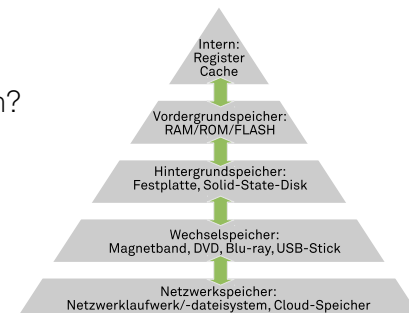 Intern:
Register
Cache
n?
Vordergrundspeicher:
RAM/ROM/FLASH
Hintergrundspeicher:
Festplatte, Solid-State-Disk
Wechselspeicher:
Magnetband, DVD, Blu-ray, USB-Stick
Netzwerkspeicher:
Netzwerklaufwerk/-dateisystem, Cloud-Speicher